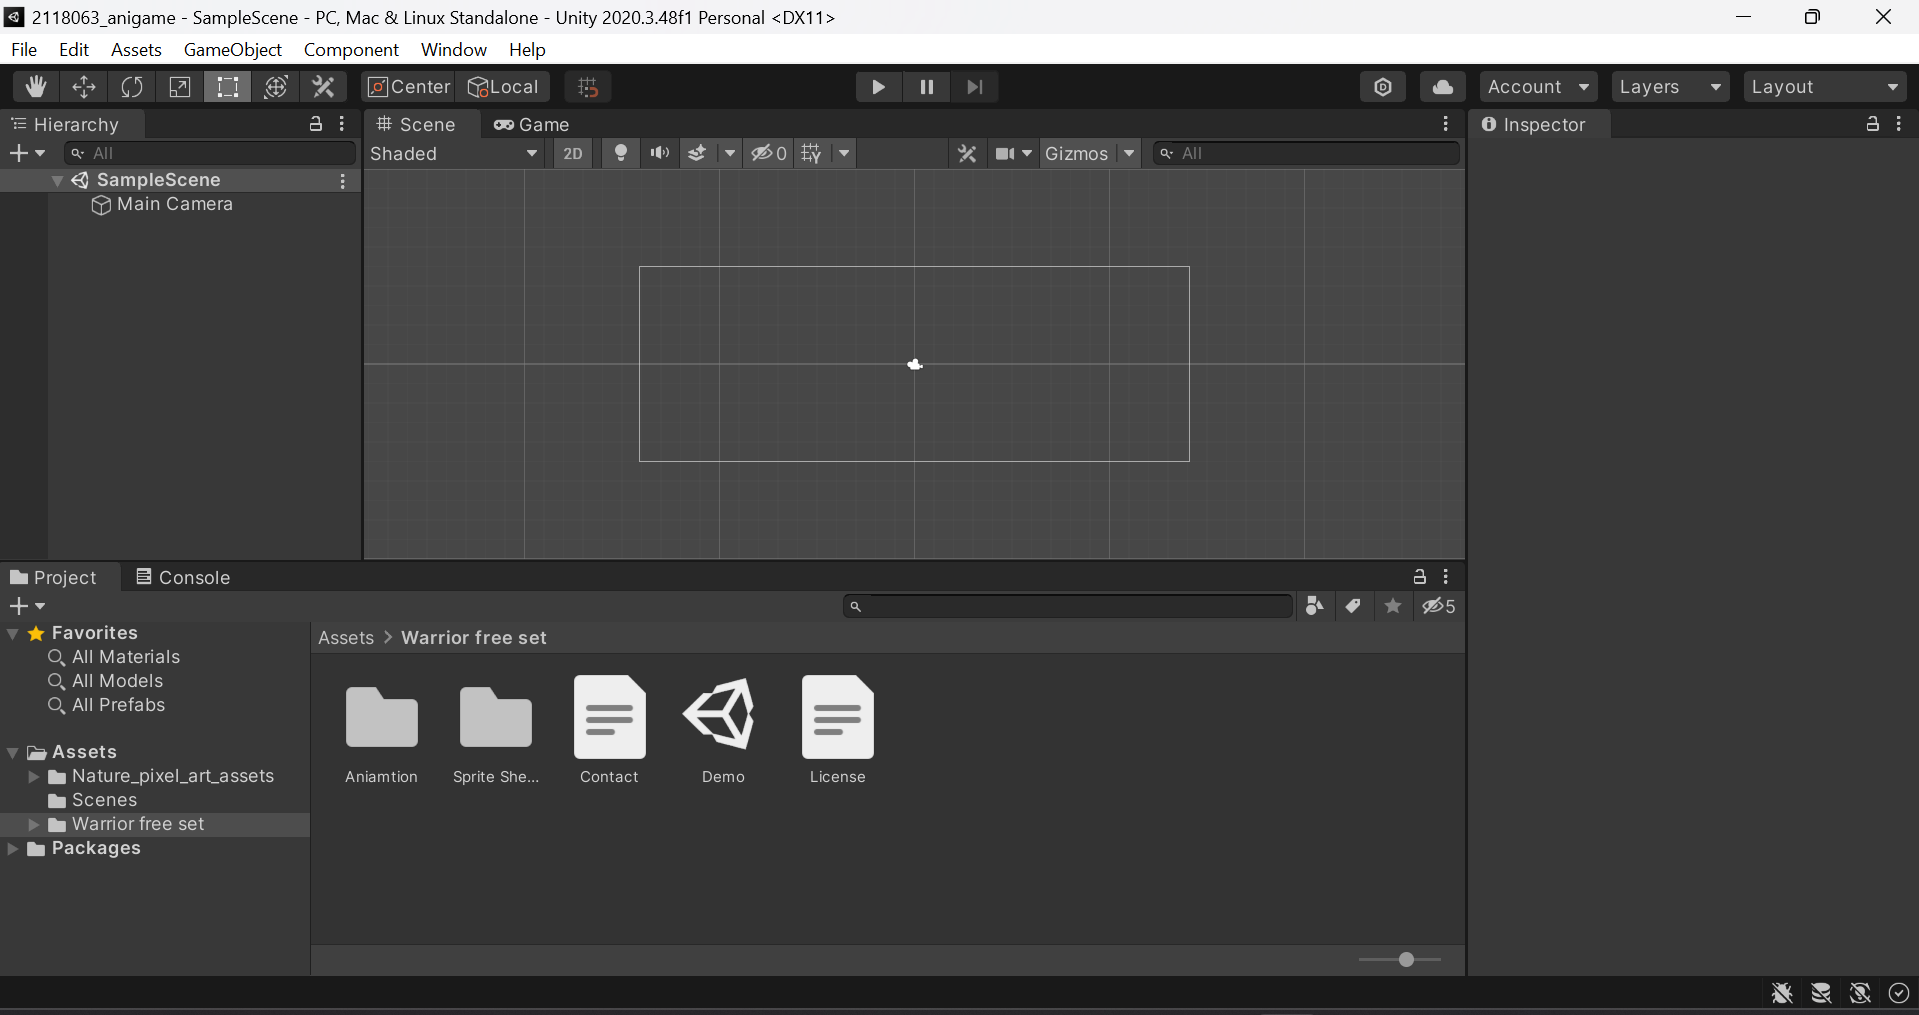 2118063_anigame - SampleScene - PC, Mac & Linux Standalone - Unity 2020.3.48f1 Personal <DX11>
File Edit Assets GameObject Component Window Help
Center Local Account Layers Layout
Hierarchy Scene Game Inspector
All Shaded 2D 0 Gizmos All
SampleScene
Main Camera
Project Console
5
Favorites
All Materials
All Models
All Prefabs
Assets
Nature_pixel_art_assets
Scenes
Warrior free set
Packages
Assets > Warrior free set
Aniamtion Sprite She... Contact Demo License